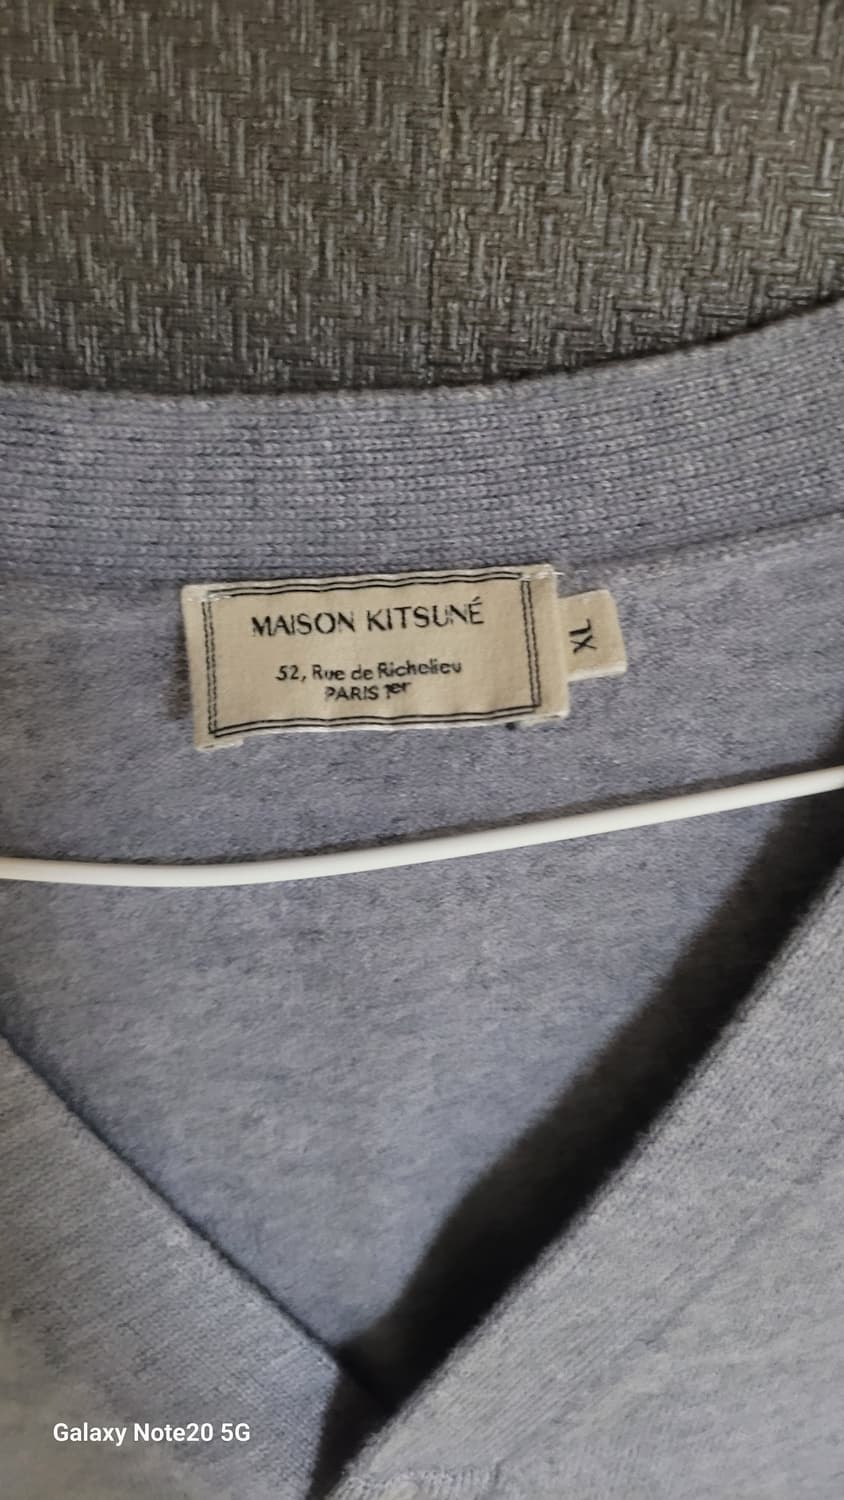 MAISON KITSUNÉ
52, Rue de Richelieu
PARIS 1er
XL
Galaxy Note20 5G